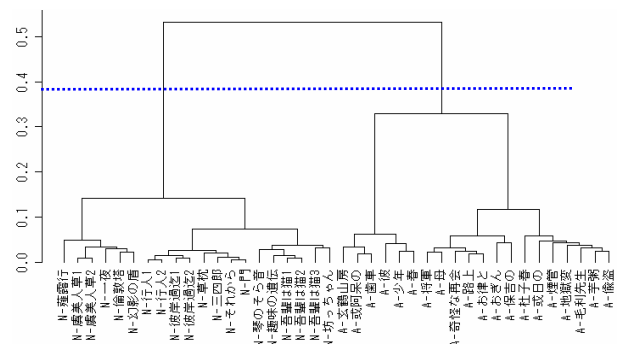 0.5
0.4
0.3
0.2
0.1
0.0
N-薤露行
N-虞美人草1
N-虞美人草2
N-一夜
N-倫敦塔
N-幻影の盾
N-行人1
N-行人2
N-彼岸過迄1
N-彼岸過迄2
N-草枕
N-三四郎
N-それから
N-門
N-琴のそら音
N-趣味の遺伝
N-吾輩は猫1
N-吾輩は猫2
N-吾輩は猫3
N-坊っちゃん
A-玄鶴山房
A-或阿呆の
A-歯車
A-彼
A-少年
A-春
A-将軍
A-母
A-奇怪な再会
A-路上
A-お律と
A-おぎん
A-保吉の
A-杜子春
A-或日の
A-煙管
A-地獄変
A-毛利先生
A-芋粥
A-偸盗